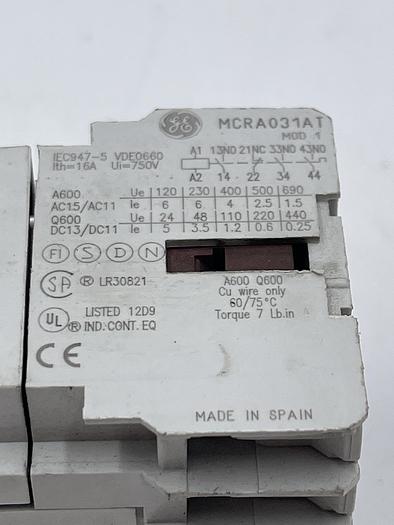 GE MCRA031AT
MOD 1
IEC947-5 VDE0660
Ith=16A Ui=750V
A1 13NO 21NC 33NO 43NO
A2 14 22 34 44
A600 Ue 120 230 400 500 690
AC15/AC11 Ie 6 6 4 2.5 1.5
Q600 Ue 24 48 110 220 440
DC13/DC11 Ie 5 3.5 1.2 0.6 0.25
FI S D N
SA ® LR30821
A600 Q600
Cu wire only
60/75°C
Torque 7 Lb.in
UL ® LISTED 12D9
IND. CONT. EQ
CE
MADE IN SPAIN